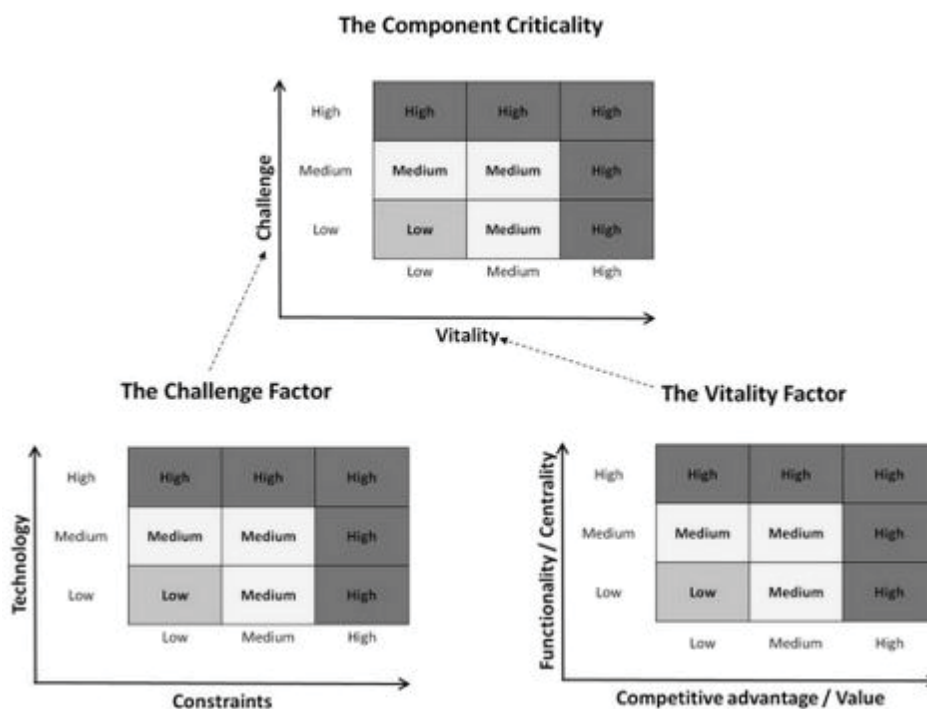 The Component Criticality
High High High High
Medium Medium Medium High
Low Low Medium High
Low Medium High
Challenge
Vitality
The Challenge Factor
High High High High
Medium Medium Medium High
Low Low Medium High
Low Medium High
Technology
Constraints
The Vitality Factor
High High High High
Medium Medium Medium High
Low Low Medium High
Low Medium High
Functionality / Centrality
Competitive advantage / Value